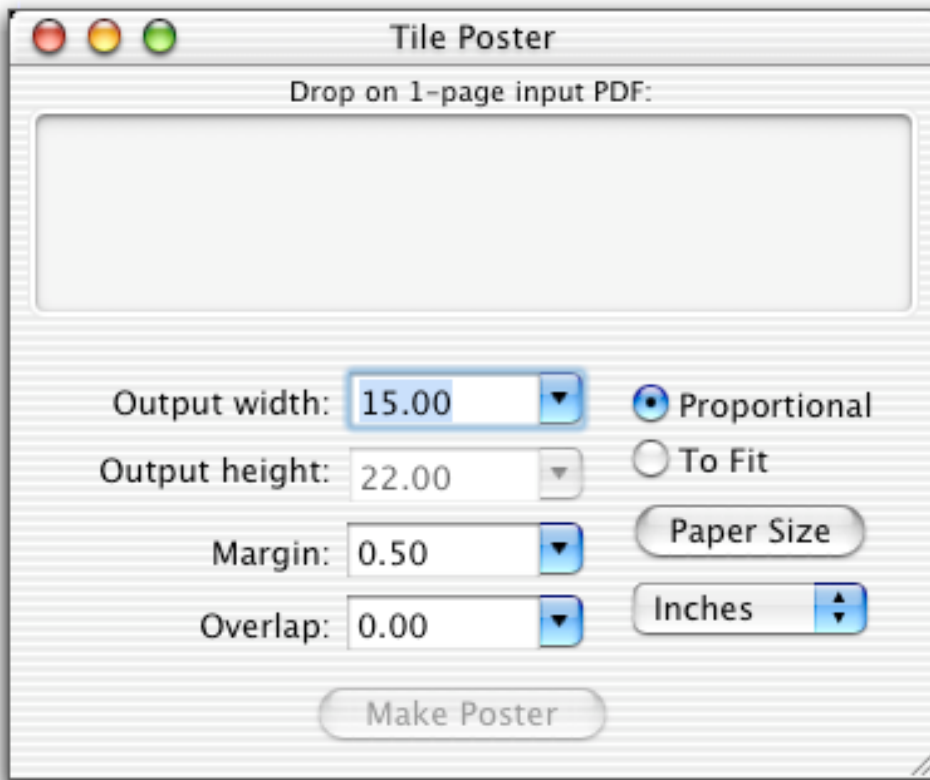 Tile Poster
Drop on 1-page input PDF:
Output width: 15.00
Proportional
Output height: 22.00
To Fit
Paper Size
Margin: 0.50
Inches
Overlap: 0.00
Make Poster